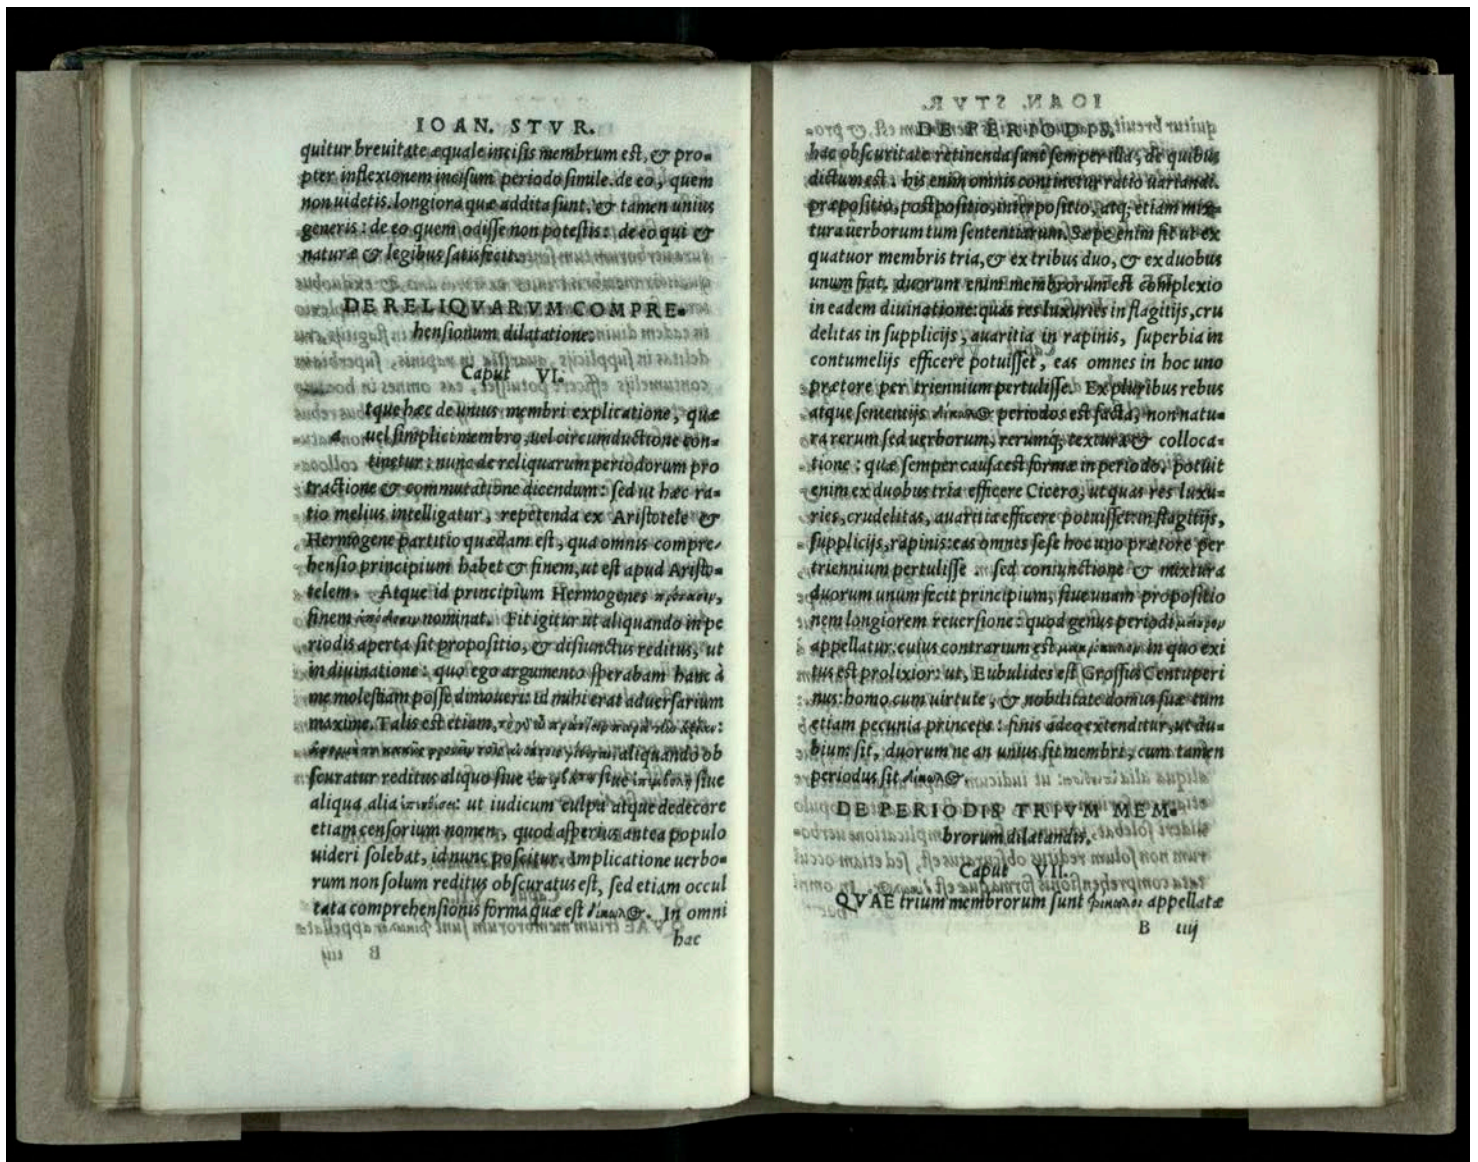 IOAN. STVR.
quitur breuitate æquale incisis membrum est, & pro-
pter inflexionem incisum periodo simile. de eo, quem
non uidetis. longiora quæ addita sunt, & tamen unius
generis: de eo quem odisse non potestis: de eo qui &
naturæ & legibus satisfecit.
DE RELIQVARVM COMPRE-
hensionum dilatatione.
Caput VI.
tque hæc de unius membri explicatione, quæ
a uel simplici membro, uel circumductione con-
tinetur: nunc de reliquarum periodorum pro
tractione & commutatione dicendum: sed ut hæc ra-
tio melius intelligatur, repetenda ex Aristotele &
Hermogene partitio quædam est, qua omnis compre-
hensio principium habet & finem, ut est apud Aristo-
telem. Atque id principium Hermogenes πρότασιν,
finem ἀπόδοσιν nominat. Fit igitur ut aliquando in pe
riodis aperta sit propositio, & disiunctus reditus, ut
in diuinatione: quo ego argumento sperabam hanc à
me molestiam posse dimoueri: id mihi erat aduersarium
maxime. Talis est etiam,
aliquando ob
scuratur reditus aliquo siue siue siue
aliqua alia ut iudicum culpa atque dedecore
etiam censorium nomen, quod asperius antea populo
uideri solebat, id nunc poscitur. Implicatione uerbo-
rum non solum reditus obscuratus est, sed etiam occul
tata comprehensionis forma quæ est δίκωλος. In omni
hac
DE PERIODIS.
hac obscuritate retinenda sunt semper illa, de quibus
dictum est. his enim omnis continetur ratio uariandi.
præpositio, postpositio, interpositio, atq; etiam mix-
tura uerborum tum sententiarum. Sæpe enim fit ut ex
quatuor membris tria, & ex tribus duo, & ex duobus
unum fiat. duorum enim membrorum est complexio
in eadem diuinatione: quas res luxuries in flagitijs, cru
delitas in supplicijs, auaritia in rapinis, superbia in
contumelijs efficere potuisset, eas omnes in hoc uno
prætore per triennium pertulisse. Ex pluribus rebus
atque sententijs δίκωλος periodos est facta, non natu-
ra rerum sed uerborum, rerumq; textura & colloca-
tione: quæ semper causa est formæ in periodo. potuit
enim ex duobus tria efficere Cicero, ut quas res luxu-
ries, crudelitas, auaritia efficere potuisset: in flagitijs,
supplicijs, rapinis: eas omnes sese hoc uno prætore per
triennium pertulisse. sed coniunctione & mixtura
duorum unum fecit principium, siue unam propositio
nem longiorem reuersione: quod genus periodi
appellatur: cuius contrarium est in quo exi
tus est prolixior: ut, Eubulides est Grosphus Centuperi
nus: homo cum uirtute, & nobilitate domus suæ tum
etiam pecunia princeps: finis adeo extenditur, ut du-
bium sit, duorum ne an unius sit membri, cum tamen
periodus sit δίκωλος.
DE PERIODIS TRIVM MEM-
brorum dilatandis.
Caput VII.
QVAE trium membrorum sunt appellatæ
B iiij